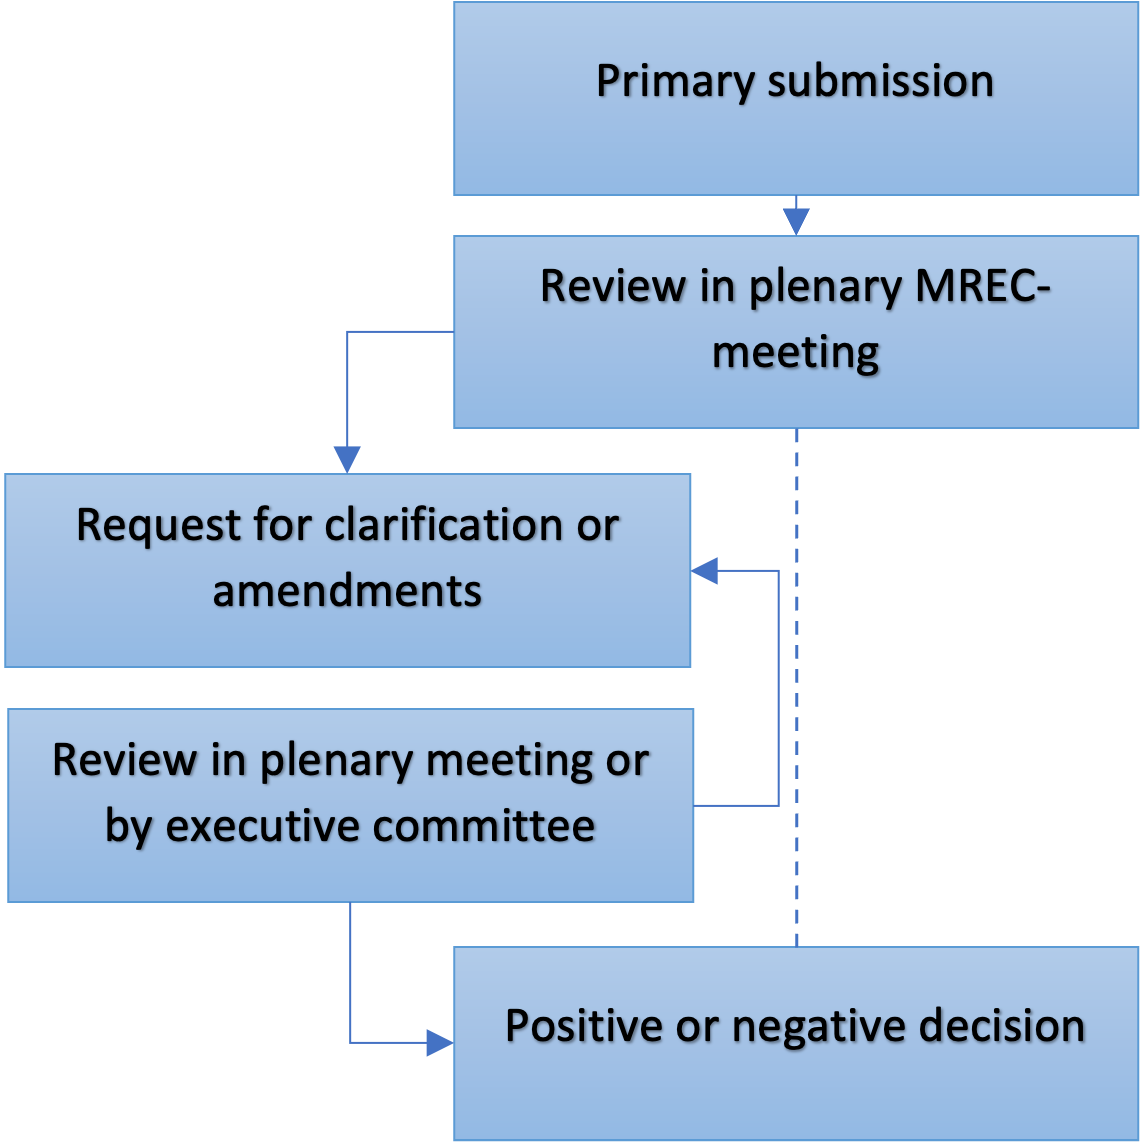 Primary submission
Review in plenary MREC-
meeting
Request for clarification or
amendments
Review in plenary meeting or
by executive committee
Positive or negative decision